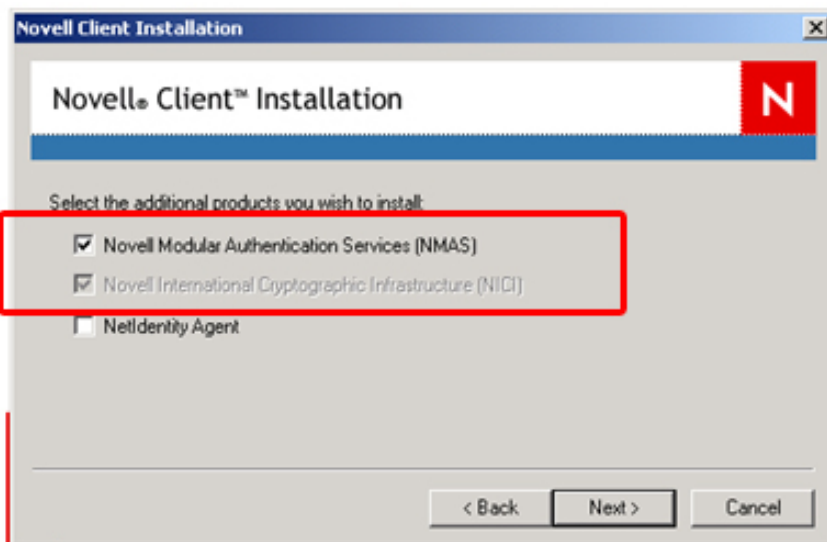 Novell Client Installation
Novell® Client™ Installation
N
Select the additional products you wish to install:
Novell Modular Authentication Services (NMAS)
Novell International Cryptographic Infrastructure (NICI)
NetIdentity Agent
< Back
Next >
Cancel